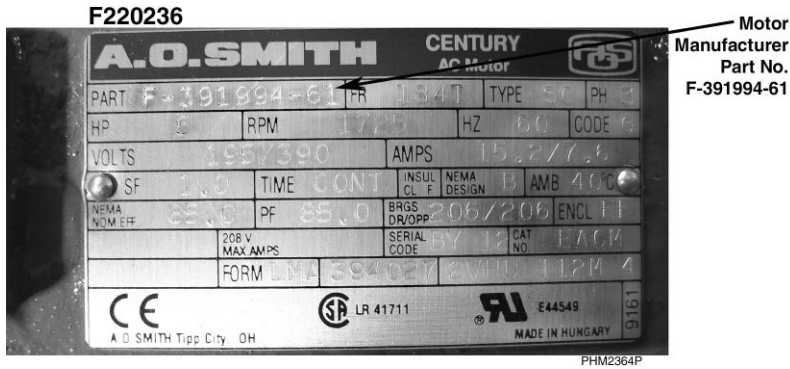 F220236
Motor
Manufacturer
Part No.
F-391994-61
A.O.SMITH CENTURY
AC Motor
PART F-391994-61 FR 184T TYPE SC PH 3
HP 5 RPM 1725 HZ 60 CODE
VOLTS 195/390 AMPS 15.2/7.6
SF 1.0 TIME CONT INSUL CL F NEMA DESIGN B AMB 40°C
NEMA NOM.EFF 85.0 PF 85.0 BRGS DR/OPP 206/206 ENCL
208 V MAX.AMPS SERIAL CODE BY 12 CAT NO. EACM
FORM LMA 394027 112M 4
CE LR 41711 ® E44549
A.O.SMITH Tipp City, OH MADE IN HUNGARY 9161
PHM2364P